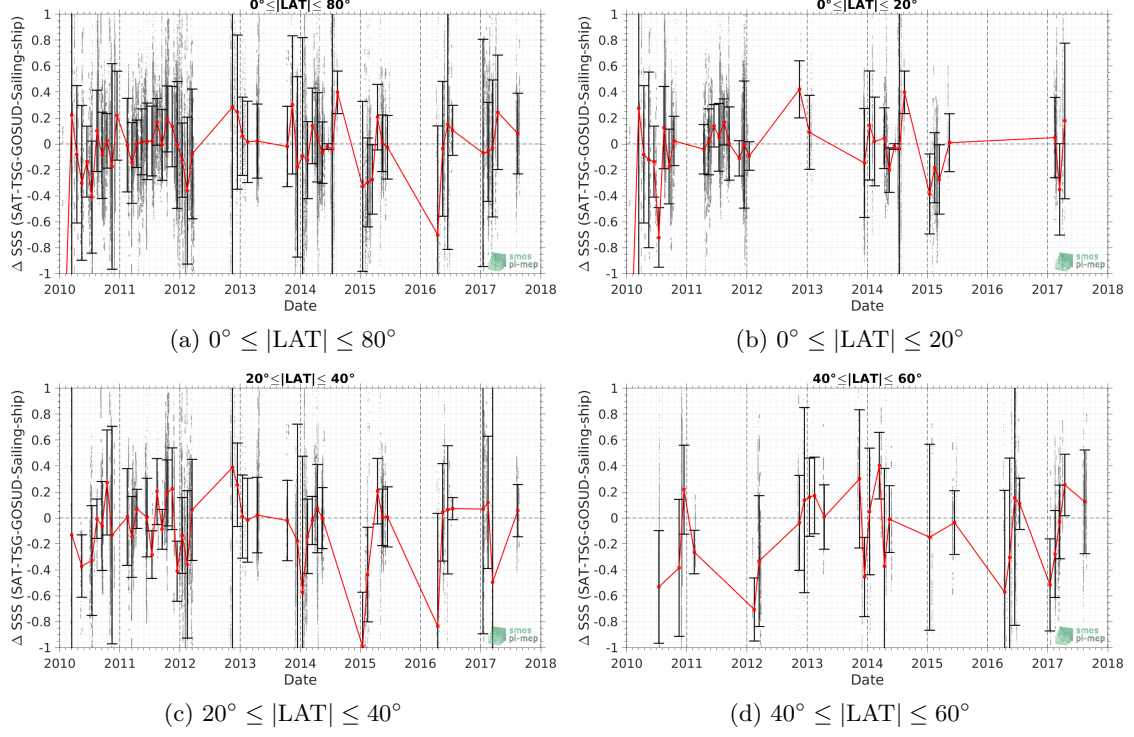 0°≤|LAT|≤ 80°
Δ SSS (SAT-TSG-GOSUD-Sailing-ship)
1
0.8
0.6
0.4
0.2
0
-0.2
-0.4
-0.6
-0.8
-1
2010 2011 2012 2013 2014 2015 2016 2017 2018
Date
smos
pi-mep
(a) 0° ≤ |LAT| ≤ 80°
0°≤|LAT|≤ 20°
Δ SSS (SAT-TSG-GOSUD-Sailing-ship)
1
0.8
0.6
0.4
0.2
0
-0.2
-0.4
-0.6
-0.8
-1
2010 2011 2012 2013 2014 2015 2016 2017 2018
Date
smos
pi-mep
(b) 0° ≤ |LAT| ≤ 20°
20°≤|LAT|≤ 40°
Δ SSS (SAT-TSG-GOSUD-Sailing-ship)
1
0.8
0.6
0.4
0.2
0
-0.2
-0.4
-0.6
-0.8
-1
2010 2011 2012 2013 2014 2015 2016 2017 2018
Date
smos
pi-mep
(c) 20° ≤ |LAT| ≤ 40°
40°≤|LAT|≤ 60°
Δ SSS (SAT-TSG-GOSUD-Sailing-ship)
1
0.8
0.6
0.4
0.2
0
-0.2
-0.4
-0.6
-0.8
-1
2010 2011 2012 2013 2014 2015 2016 2017 2018
Date
smos
pi-mep
(d) 40° ≤ |LAT| ≤ 60°